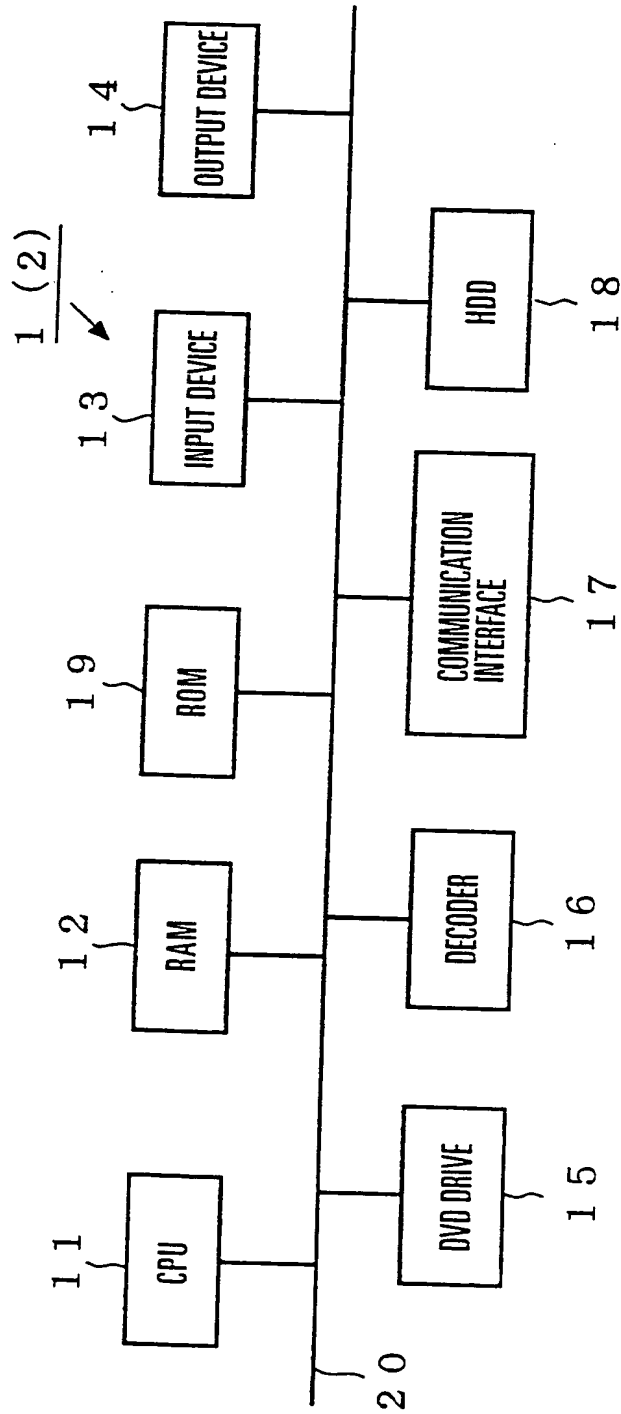 1 (2)
11
CPU
12
RAM
19
ROM
13
INPUT DEVICE
14
OUTPUT DEVICE
20
DVD DRIVE
15
DECODER
16
COMMUNICATION
INTERFACE
17
HDD
18